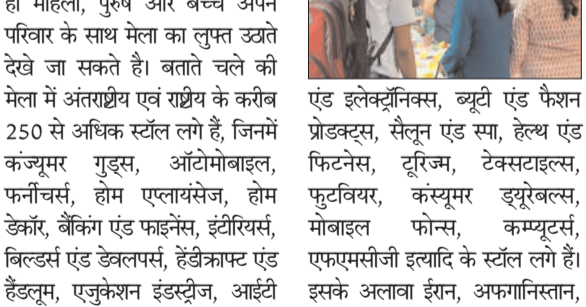 ही महिला, पुरुष और बच्चे अपने
परिवार के साथ मेला का लुफ्त उठाते
देखे जा सकते है। बताते चले की
मेला में अंतराष्ट्रीय एवं राष्ट्रीय के करीब
250 से अधिक स्टॉल लगे हैं, जिनमें
कंज्यूमर गुड्स, ऑटोमोबाइल,
फर्नीचर्स, होम एप्लायंसेज, होम
डेकॉर, बैंकिंग एंड फाइनेंस, इंटीरियर्स,
बिल्डर्स एंड डेवलपर्स, हेंडीक्राफ्ट एंड
हैंडलूम, एजुकेशन इंडस्ट्रीज, आईटी
एंड इलेक्ट्रॉनिक्स, ब्यूटी एंड फैशन
प्रोडक्ट्स, सैलून एंड स्पा, हेल्थ एंड
फिटनेस, टूरिज्म, टेक्सटाइल्स,
फुटवियर, कंस्यूमर ड्यूरेबल्स,
मोबाइल फोन्स, कम्प्यूटर्स,
एफएमसीजी इत्यादि के स्टॉल लगे हैं।
इसके अलावा ईरान, अफगानिस्तान,